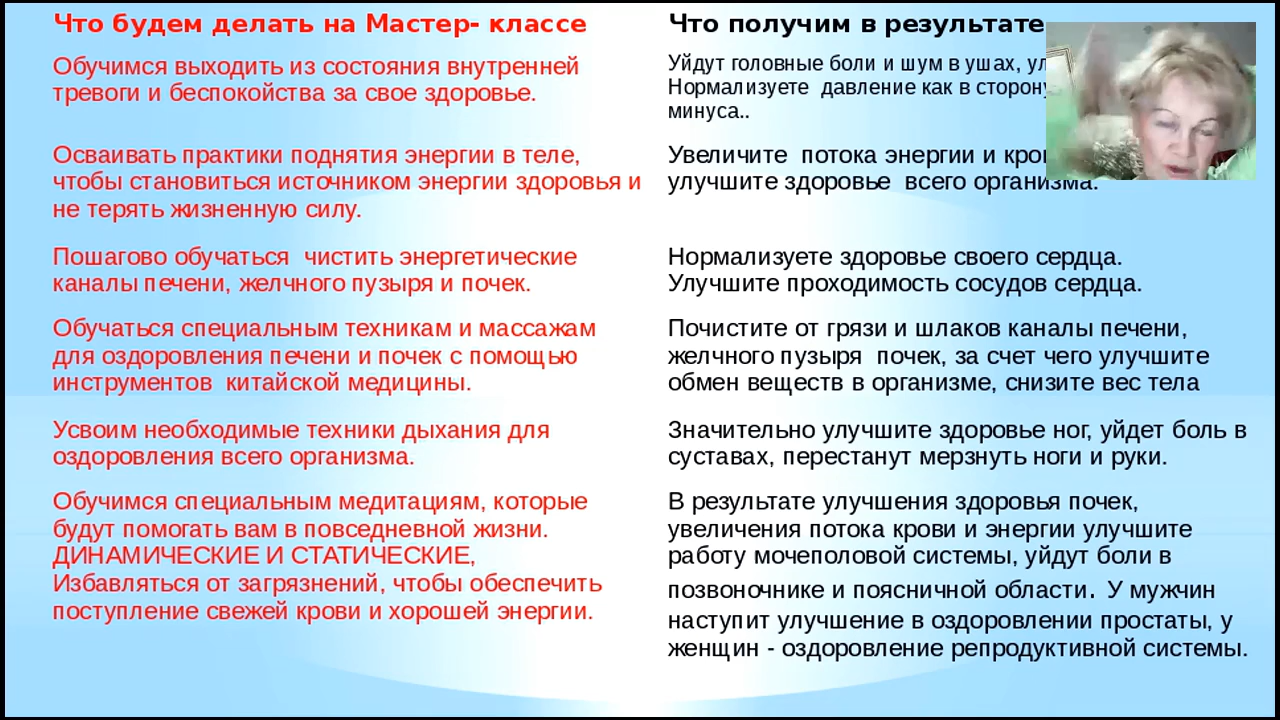 Что будем делать на Мастер- классе
Обучимся выходить из состояния внутренней
тревоги и беспокойства за свое здоровье.
Осваивать практики поднятия энергии в теле,
чтобы становиться источником энергии здоровья и
не терять жизненную силу.
Пошагово обучаться  чистить энергетические
каналы печени, желчного пузыря и почек.
Обучаться специальным техникам и массажам
для оздоровления печени и почек с помощью
инструментов  китайской медицины.
Усвоим необходимые техники дыхания для
оздоровления всего организма.
Обучимся специальным медитациям, которые
будут помогать вам в повседневной жизни.
ДИНАМИЧЕСКИЕ И СТАТИЧЕСКИЕ,
Избавляться от загрязнений, чтобы обеспечить
поступление свежей крови и хорошей энергии.
Что получим в результате
Уйдут головные боли и шум в ушах,
Нормализуете  давление как в сторону
минуса..
Увеличите  потока энергии и
улучшите здоровье  всего организма.
Нормализуете здоровье своего сердца.
Улучшите проходимость сосудов сердца.
Почистите от грязи и шлаков каналы печени,
желчного пузыря  почек, за счет чего улучшите
обмен веществ в организме, снизите вес тела
Значительно улучшите здоровье ног, уйдет боль в
суставах, перестанут мерзнуть ноги и руки.
В результате улучшения здоровья почек,
увеличения потока крови и энергии улучшите
работу мочеполовой системы, уйдут боли в
позвоночнике и поясничной области. У мужчин
наступит улучшение в оздоровлении простаты, у
женщин - оздоровление репродуктивной системы.